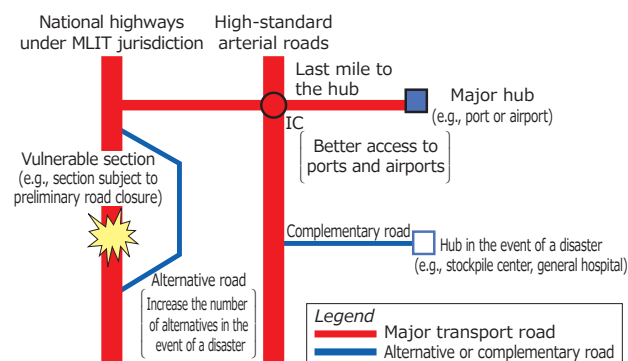 National highways
under MLIT jurisdiction
High-standard
arterial roads
Last mile to
the hub
Major hub
(e.g., port or airport)
IC
Better access to
ports and airports
Vulnerable section
(e.g., section subject to
preliminary road closure)
Complementary road
Hub in the event of a disaster
(e.g., stockpile center, general hospital)
Alternative road
Increase the number
of alternatives in the
event of a disaster
Legend
Major transport road
Alternative or complementary road